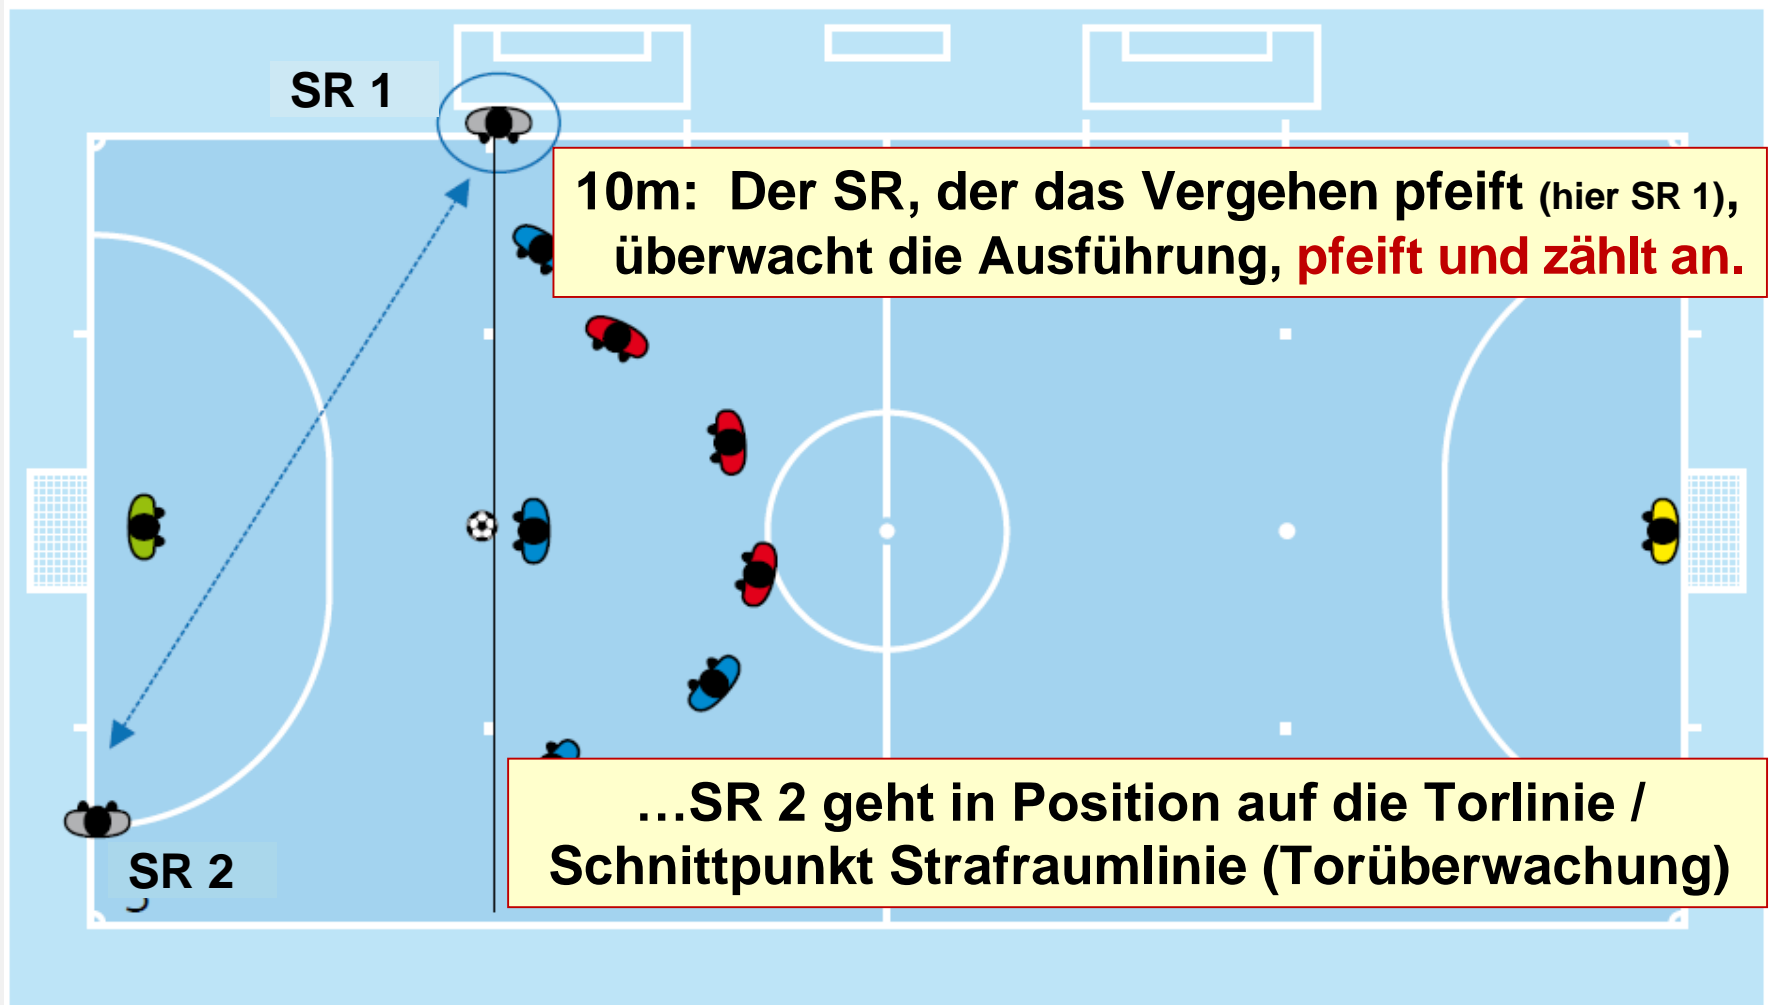 SR 1
10m: Der SR, der das Vergehen pfeift (hier SR 1),
überwacht die Ausführung, pfeift und zählt an.
…SR 2 geht in Position auf die Torlinie /
Schnittpunkt Strafraumlinie (Torüberwachung)
SR 2